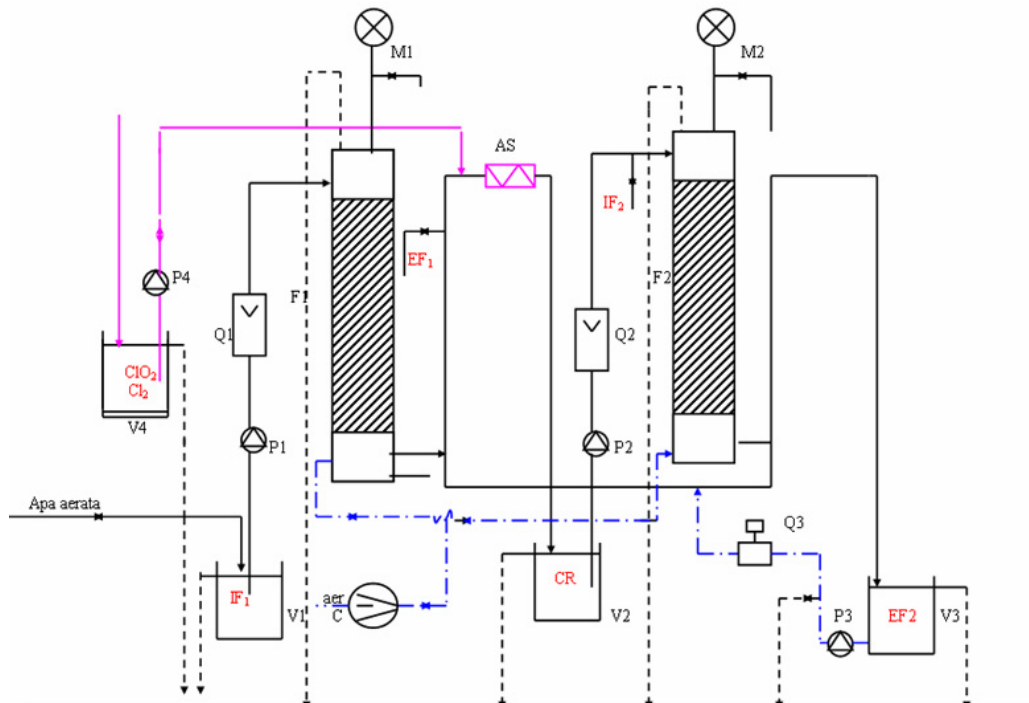 M1
M2
AS
IF₂
EF₁
P4
F1
F2
Q1
Q2
ClO₂
Cl₂
V4
P1
P2
Apa aerata
Q3
IF₁
V1
aer
C
CR
V2
P3
EF2
V3